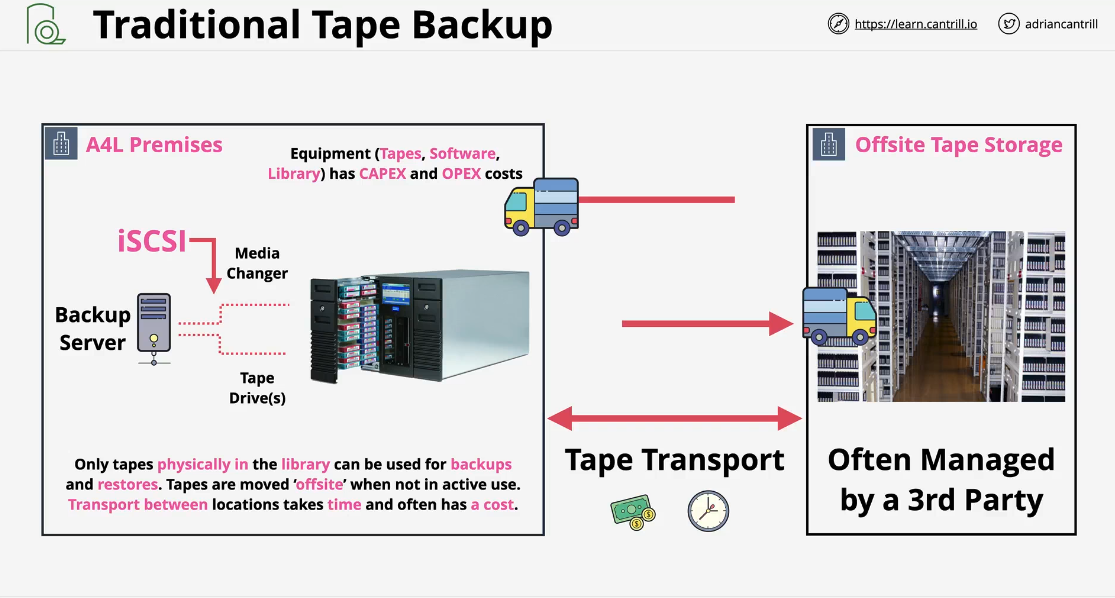 Traditional Tape Backup
https://learn.cantrill.io
adriancantrill
A4L Premises
Equipment (Tapes, Software,
Library) has CAPEX and OPEX costs
iSCSI
Media
Changer
Backup
Server
Tape
Drive(s)
Only tapes physically in the library can be used for backups
and restores. Tapes are moved ‘offsite’ when not in active use.
Transport between locations takes time and often has a cost.
Tape Transport
Offsite Tape Storage
Often Managed
by a 3rd Party